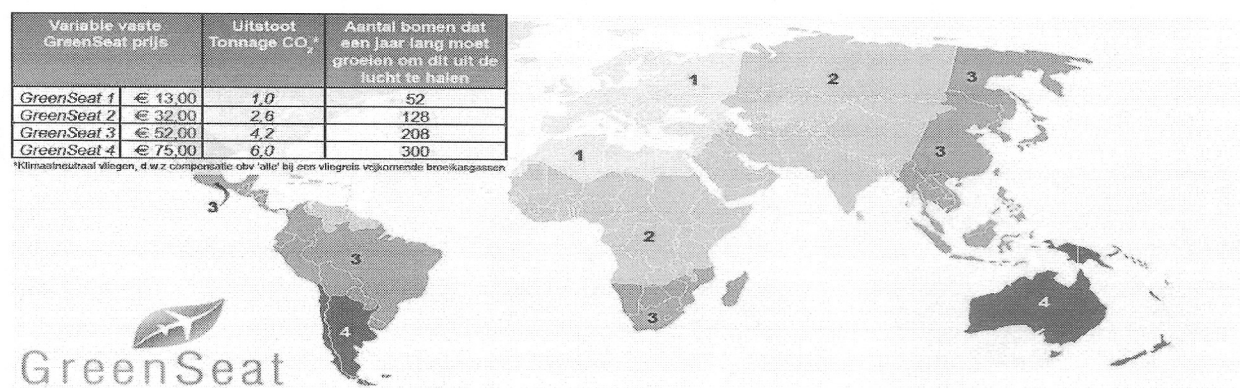 Variable vaste
GreenSeat prijs
Uitstoot
Tonnage CO2*
Aantal bomen dat
een jaar lang moet
groeien om dit uit de
lucht te halen
GreenSeat 1 € 13,00 1,0 52
GreenSeat 2 € 32,00 2,6 128
GreenSeat 3 € 52,00 4,2 208
GreenSeat 4 € 75,00 6,0 300
*Klimaatneutraal vliegen, d.w.z compensatie obv 'alle' bij een vliegreis vrijkomende broeikasgassen
1
2
3
1
3
3
2
3
3
4
4
GreenSeat